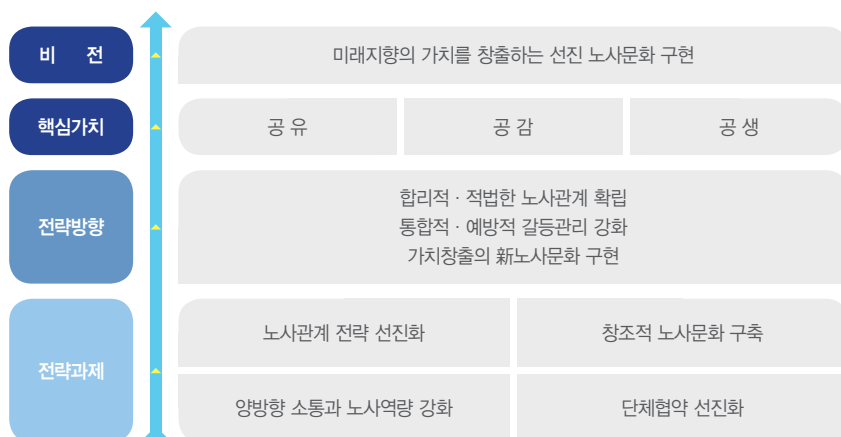 비 전
미래지향의 가치를 창출하는 선진 노사문화 구현
핵심가치
공 유
공 감
공 생
전략방향
합리적 · 적법한 노사관계 확립
통합적 · 예방적 갈등관리 강화
가치창출의 新노사문화 구현
전략과제
노사관계 전략 선진화
창조적 노사문화 구축
양방향 소통과 노사역량 강화
단체협약 선진화